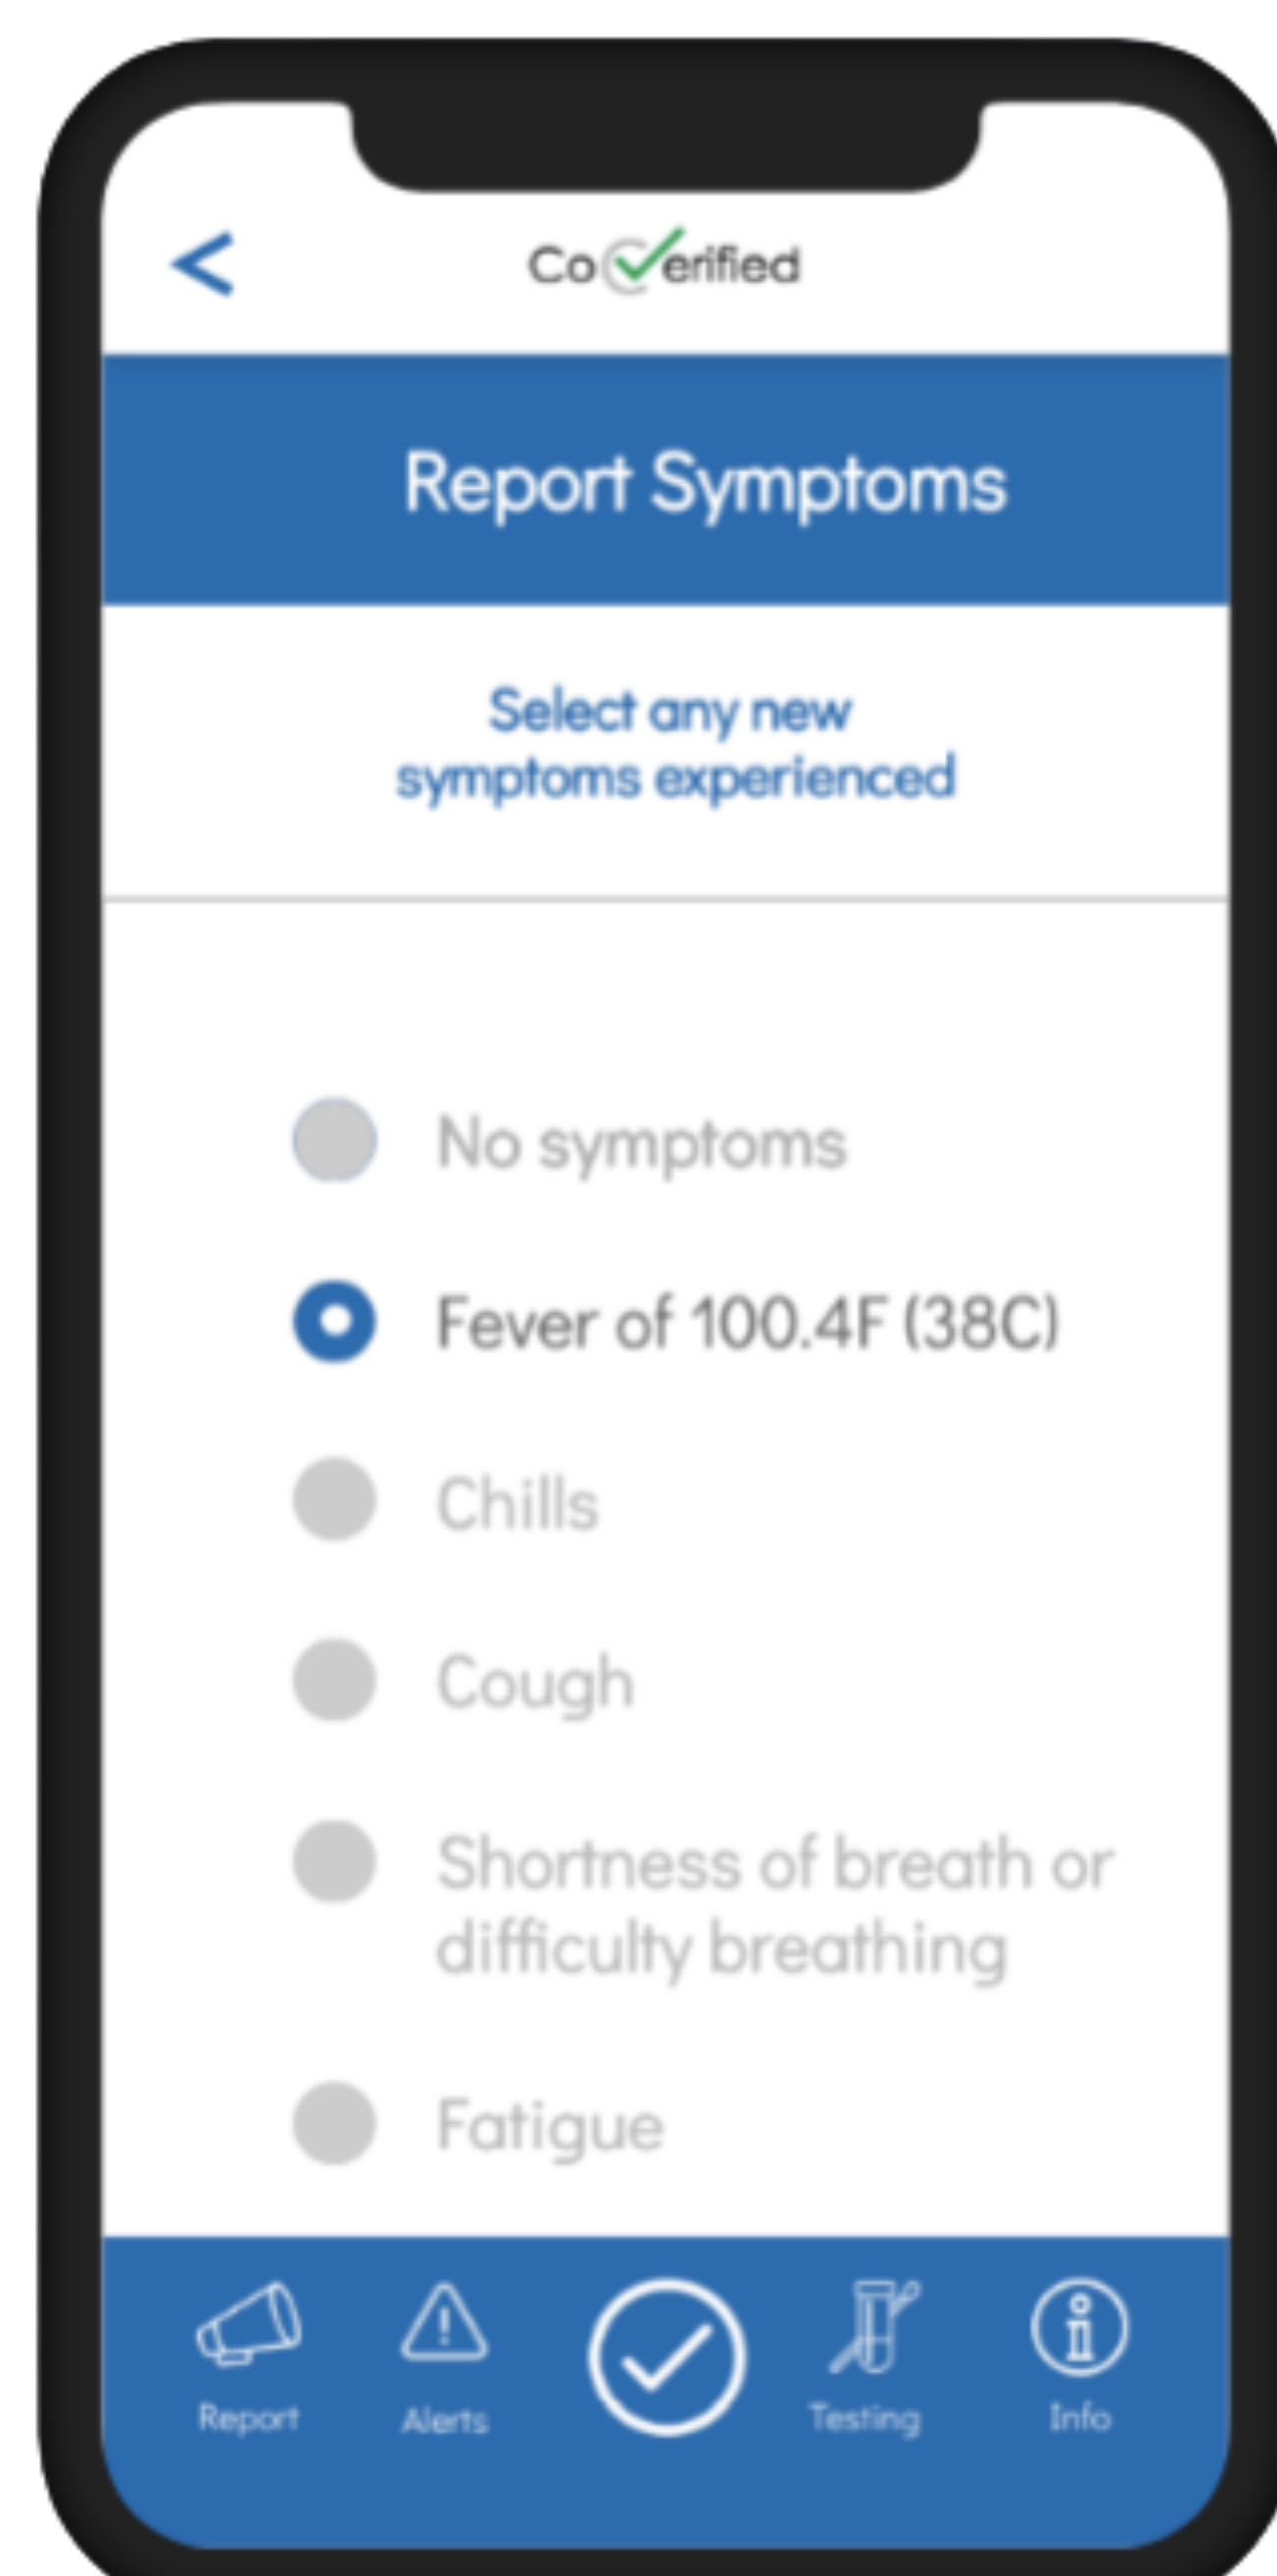 <
CoVerified
Report Symptoms
Select any new
symptoms experienced
No symptoms
Fever of 100.4F (38C)
Chills
Cough
Shortness of breath or
difficulty breathing
Fatigue
Report Alerts Testing Info